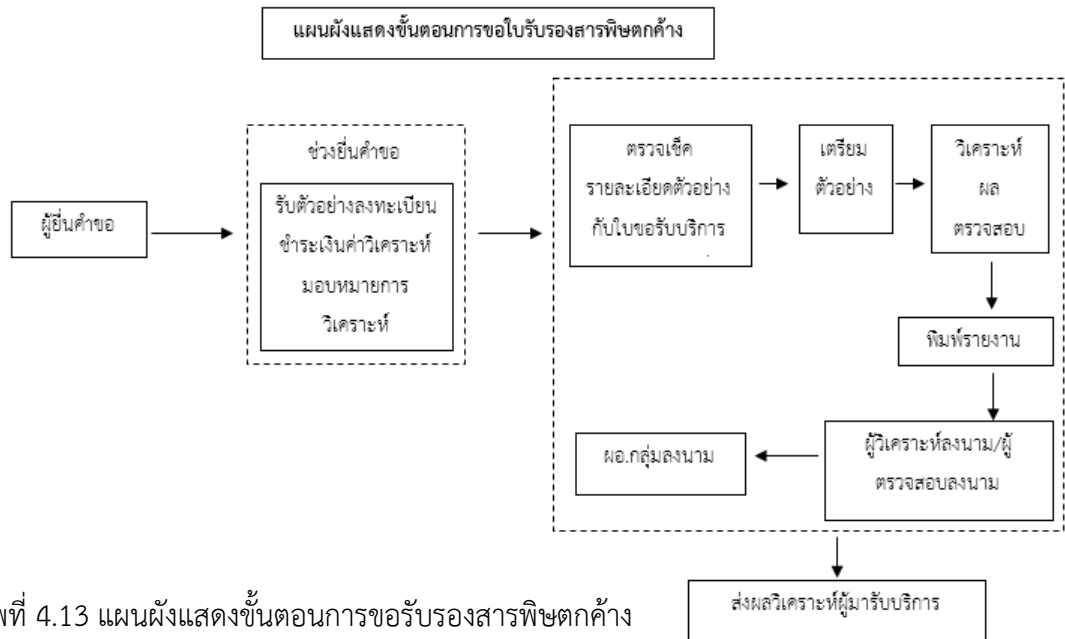 แผนผังแสดงขั้นตอนการขอใบรับรองสารพิษตกค้าง
ผู้ยื่นคำขอ
ช่วงยื่นคำขอ
รับตัวอย่างลงทะเบียน
ชำระเงินค่าวิเคราะห์
มอบหมายการ
วิเคราะห์
ตรวจเช็ค
รายละเอียดตัวอย่าง
กับใบขอรับบริการ
เตรียม
ตัวอย่าง
วิเคราะห์
ผล
ตรวจสอบ
พิมพ์รายงาน
ผู้วิเคราะห์ลงนาม/ผู้
ตรวจสอบลงนาม
ผอ.กลุ่มลงนาม
ส่งผลวิเคราะห์ผู้มารับบริการ
พที่ 4.13 แผนผังแสดงขั้นตอนการขอรับรองสารพิษตกค้าง